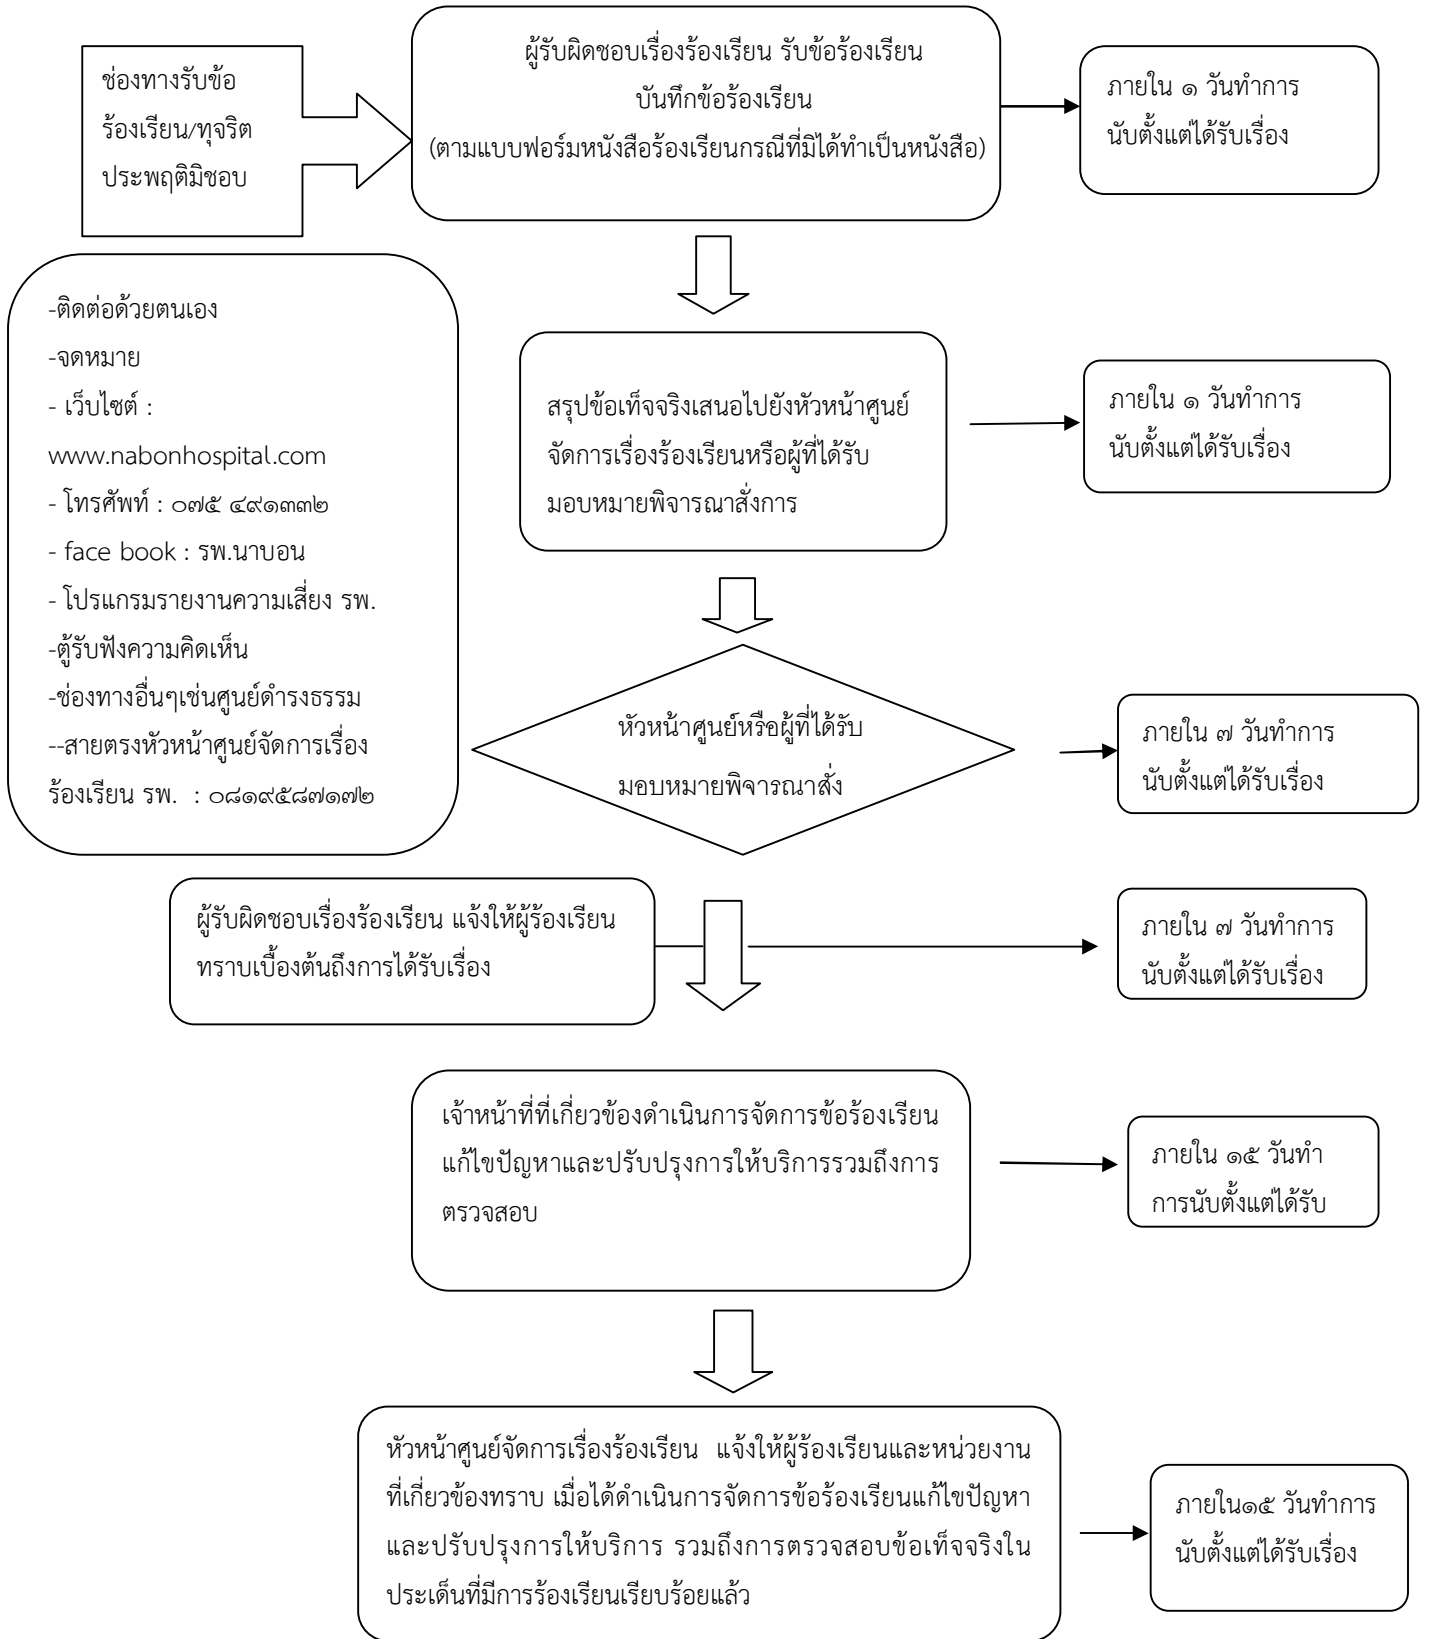 ช่องทางรับข้อ
ร้องเรียน/ทุจริต
ประพฤติมิชอบ
ผู้รับผิดชอบเรื่องร้องเรียน รับข้อร้องเรียน
บันทึกข้อร้องเรียน
(ตามแบบฟอร์มหนังสือร้องเรียนกรณีที่มิได้ทำเป็นหนังสือ)
ภายใน ๑ วันทำการ
นับตั้งแต่ได้รับเรื่อง
-ติดต่อด้วยตนเอง
-จดหมาย
- เว็บไซต์ :
www.nabonhospital.com
- โทรศัพท์ : ๐๗๕ ๔๙๑๓๓๒
- face book : รพ.นาบอน
- โปรแกรมรายงานความเสี่ยง รพ.
-ตู้รับฟังความคิดเห็น
-ช่องทางอื่นๆเช่นศูนย์ดำรงธรรม
--สายตรงหัวหน้าศูนย์จัดการเรื่อง
ร้องเรียน รพ. : ๐๘๑๙๕๘๗๑๗๒
สรุปข้อเท็จจริงเสนอไปยังหัวหน้าศูนย์
จัดการเรื่องร้องเรียนหรือผู้ที่ได้รับ
มอบหมายพิจารณาสั่งการ
ภายใน ๑ วันทำการ
นับตั้งแต่ได้รับเรื่อง
หัวหน้าศูนย์หรือผู้ที่ได้รับ
มอบหมายพิจารณาสั่ง
ภายใน ๗ วันทำการ
นับตั้งแต่ได้รับเรื่อง
ผู้รับผิดชอบเรื่องร้องเรียน แจ้งให้ผู้ร้องเรียน
ทราบเบื้องต้นถึงการได้รับเรื่อง
ภายใน ๗ วันทำการ
นับตั้งแต่ได้รับเรื่อง
เจ้าหน้าที่ที่เกี่ยวข้องดำเนินการจัดการข้อร้องเรียน
แก้ไขปัญหาและปรับปรุงการให้บริการรวมถึงการ
ตรวจสอบ
ภายใน ๑๕ วันทำ
การนับตั้งแต่ได้รับ
หัวหน้าศูนย์จัดการเรื่องร้องเรียน แจ้งให้ผู้ร้องเรียนและหน่วยงาน
ที่เกี่ยวข้องทราบ เมื่อได้ดำเนินการจัดการข้อร้องเรียนแก้ไขปัญหา
และปรับปรุงการให้บริการ รวมถึงการตรวจสอบข้อเท็จจริงใน
ประเด็นที่มีการร้องเรียนเรียบร้อยแล้ว
ภายใน๑๕ วันทำการ
นับตั้งแต่ได้รับเรื่อง